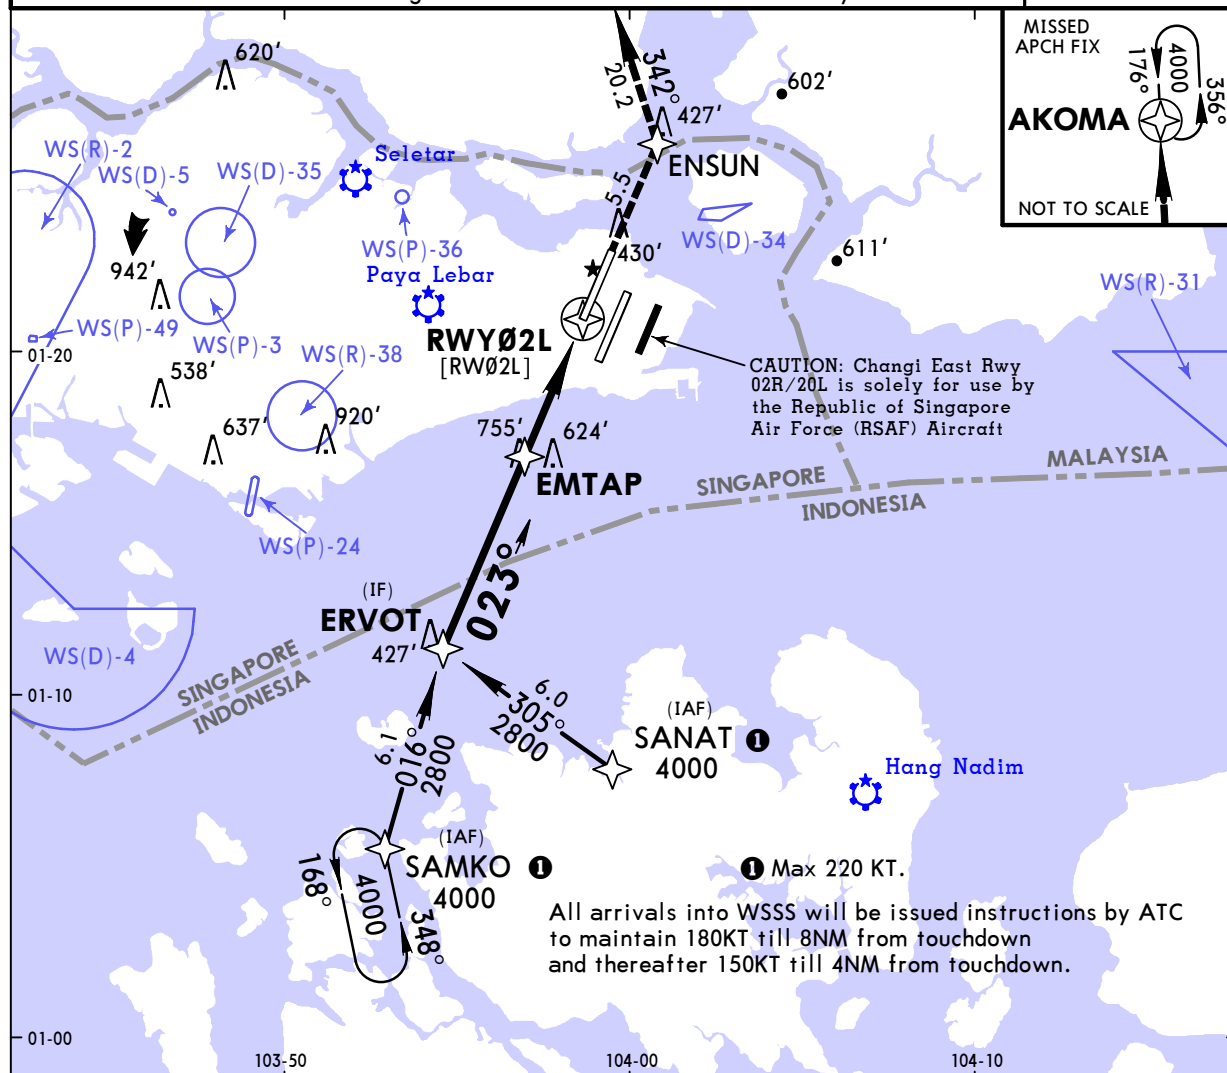 MISSED
APCH FIX
4000
176°
356°
AKOMA
NOT TO SCALE
620'
342°
20.2
602'
427'
ENSUN
WS(R)-2
WS(D)-5
WS(D)-35
Seletar
5.5
WS(P)-36
WS(D)-34
430'
611'
942'
Paya Lebar
WS(R)-31
WS(P)-49
WS(P)-3
WS(R)-38
RWYØ2L
[RWØ2L]
01-20
CAUTION: Changi East Rwy
02R/20L is solely for use by
the Republic of Singapore
Air Force (RSAF) Aircraft
538'
637'
920'
755'
624'
EMTAP
SINGAPORE
MALAYSIA
INDONESIA
WS(P)-24
023°
(IF)
ERVOT
427'
WS(D)-4
SINGAPORE
INDONESIA
01-10
6.0
305°
2800
(IAF)
SANAT 1
4000
6.1
016°
2800
Hang Nadim
(IAF)
SAMKO 1
4000
168°
4000
348°
1 Max 220 KT.
All arrivals into WSSS will be issued instructions by ATC
to maintain 180KT till 8NM from touchdown
and thereafter 150KT till 4NM from touchdown.
01-00
103-50
104-00
104-10